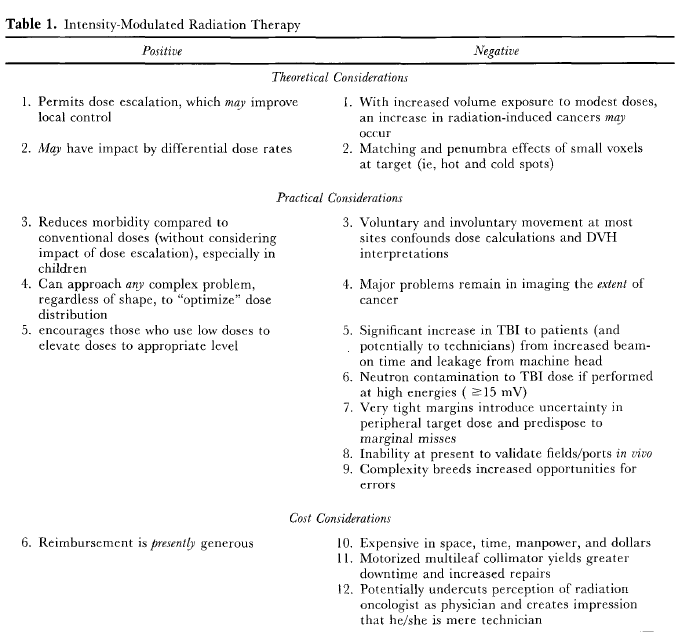 Table 1. Intensity-Modulated Radiation Therapy
Positive
Negative
Theoretical Considerations
1. Permits dose escalation, which may improve
local control
2. May have impact by differential dose rates
1. With increased volume exposure to modest doses,
an increase in radiation-induced cancers may
occur
2. Matching and penumbra effects of small voxels
at target (ie, hot and cold spots)
Practical Considerations
3. Reduces morbidity compared to
conventional doses (without considering
impact of dose escalation), especially in
children
4. Can approach any complex problem,
regardless of shape, to "optimize" dose
distribution
5. encourages those who use low doses to
elevate doses to appropriate level
3. Voluntary and involuntary movement at most
sites confounds dose calculations and DVH
interpretations
4. Major problems remain in imaging the extent of
cancer
5. Significant increase in TBI to patients (and
potentially to technicians) from increased beam-
on time and leakage from machine head
6. Neutron contamination to TBI dose if performed
at high energies ( ≥15 mV)
7. Very tight margins introduce uncertainty in
peripheral target dose and predispose to
marginal misses
8. Inability at present to validate fields/ports in vivo
9. Complexity breeds increased opportunities for
errors
Cost Considerations
6. Reimbursement is presently generous
10. Expensive in space, time, manpower, and dollars
11. Motorized multileaf collimator yields greater
downtime and increased repairs
12. Potentially undercuts perception of radiation
oncologist as physician and creates impression
that he/she is mere technician